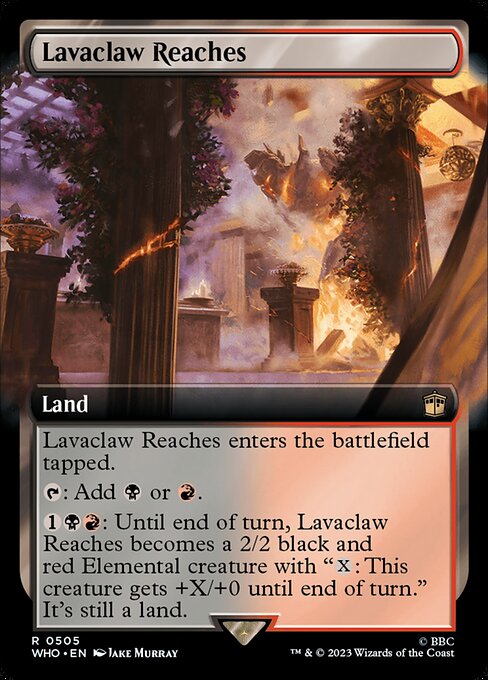 Lavaclaw Reaches
Land
Lavaclaw Reaches enters the battlefield
tapped.
: Add or .
1: Until end of turn, Lavaclaw
Reaches becomes a 2/2 black and
red Elemental creature with “X: This
creature gets +X/+0 until end of turn.”
It's still a land.
R 0505
WHO • EN Jake Murray
© BBC
™ & © 2023 Wizards of the Coast